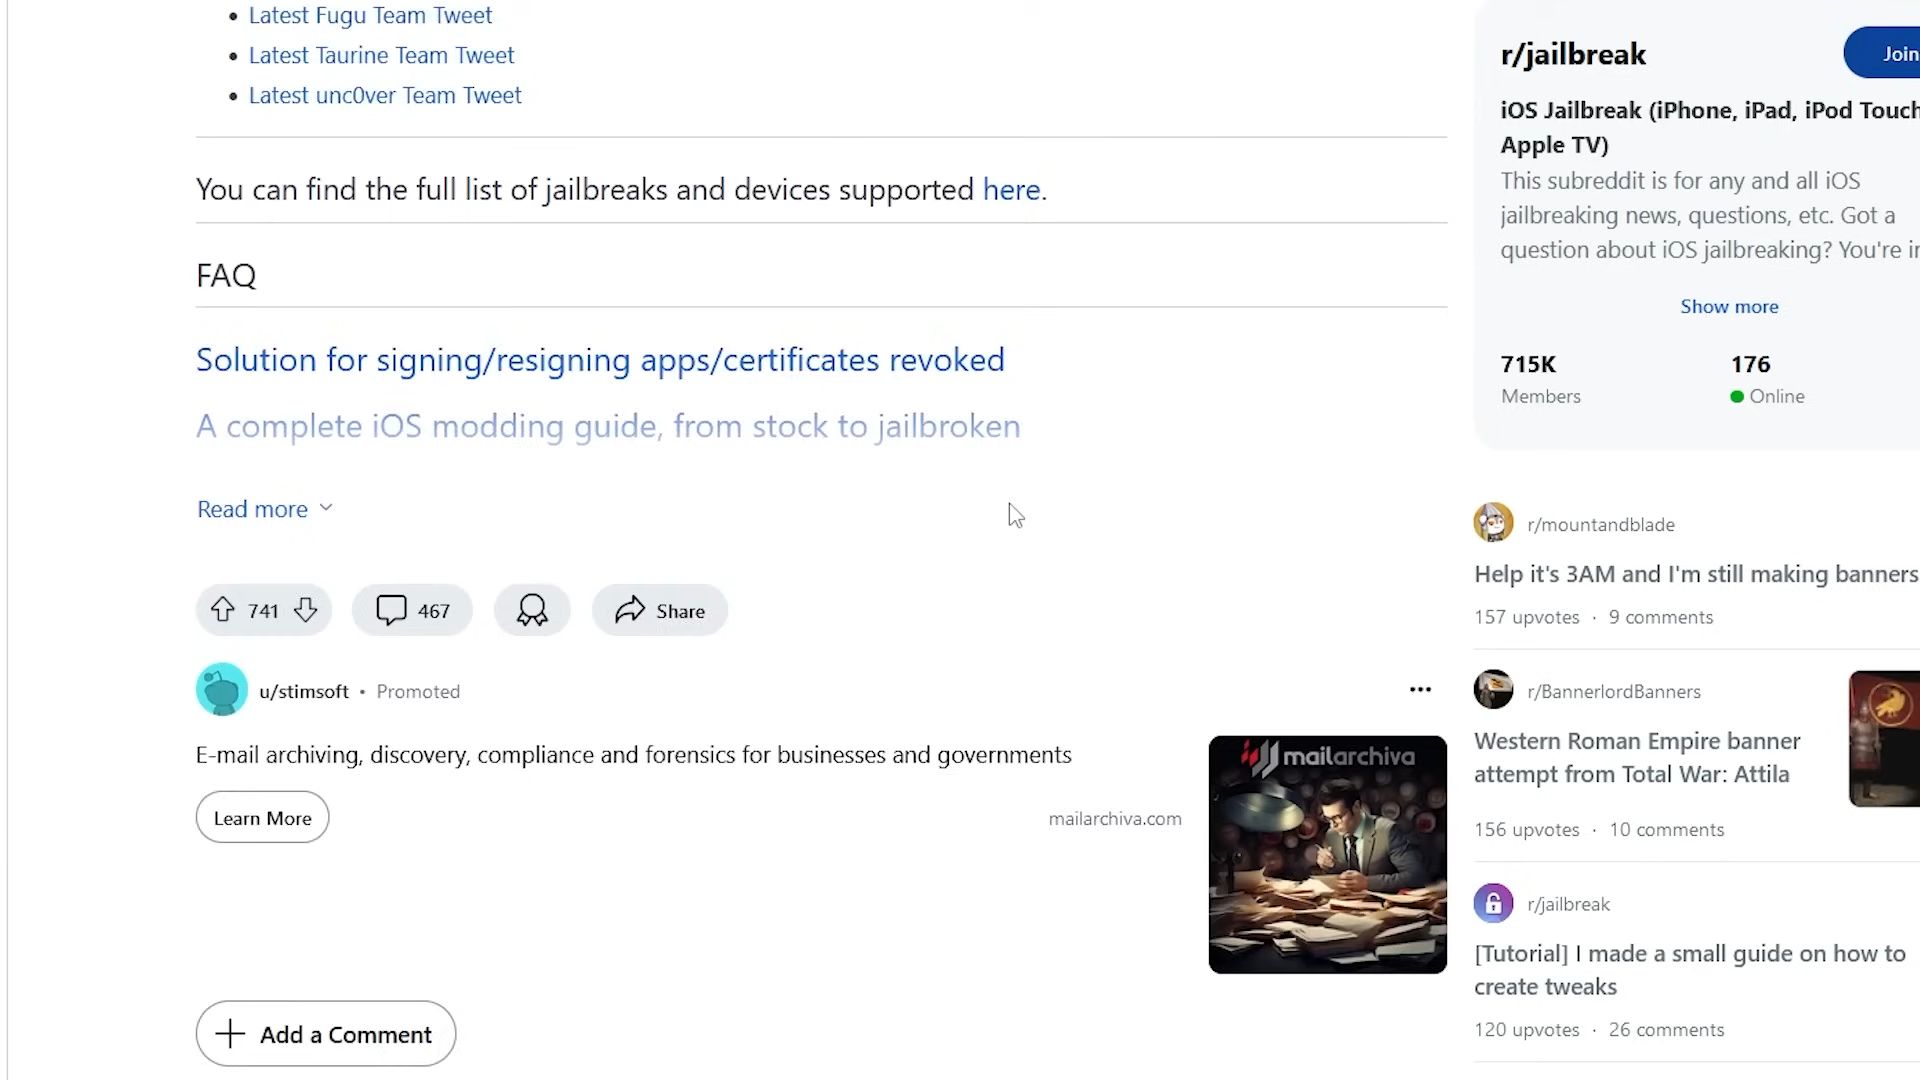 Latest Fugu Team Tweet
Latest Taurine Team Tweet
Latest unc0ver Team Tweet
You can find the full list of jailbreaks and devices supported here.
FAQ
Solution for signing/resigning apps/certificates revoked
A complete iOS modding guide, from stock to jailbroken
Read more
741
467
Share
u/stimsoft • Promoted
E-mail archiving, discovery, compliance and forensics for businesses and governments
Learn More
mailarchiva.com
mailarchiva
+ Add a Comment
r/jailbreak
Join
iOS Jailbreak (iPhone, iPad, iPod Touch
Apple TV)
This subreddit is for any and all iOS
jailbreaking news, questions, etc. Got a
question about iOS jailbreaking? You're in
Show more
715K
176
Members
Online
r/mountandblade
Help it's 3AM and I'm still making banners
157 upvotes · 9 comments
r/BannerlordBanners
Western Roman Empire banner
attempt from Total War: Attila
156 upvotes · 10 comments
r/jailbreak
[Tutorial] I made a small guide on how to
create tweaks
120 upvotes · 26 comments